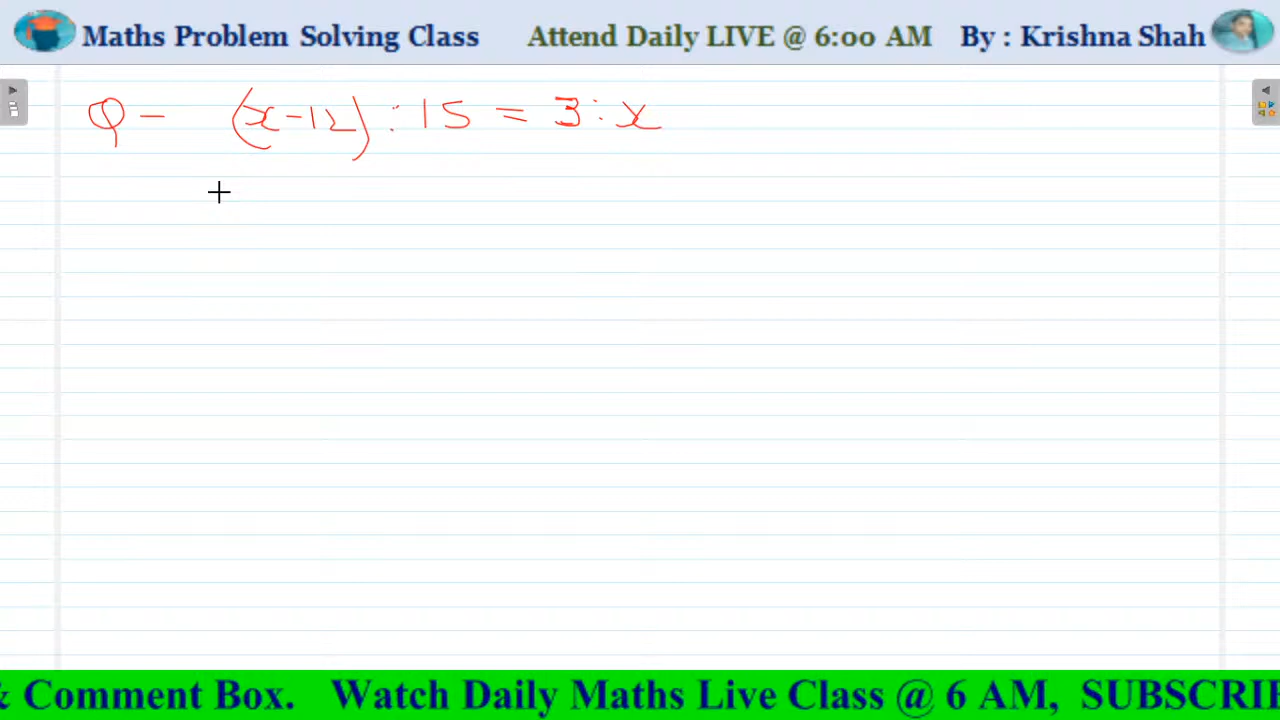 Maths Problem Solving Class Attend Daily LIVE @ 6:00 AM By : Krishna Shah
Q – (x-12) : 15 = 3 : x
& Comment Box. Watch Daily Maths Live Class @ 6 AM, SUBSCRIE